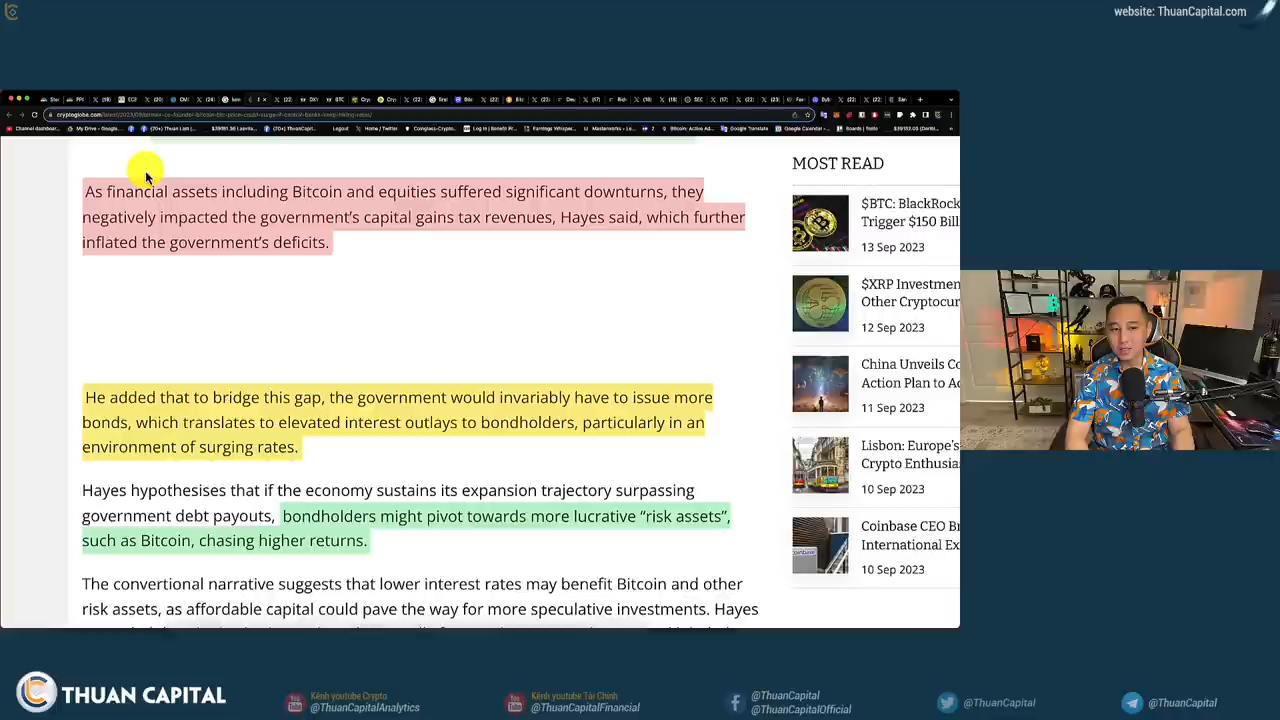 website: ThuanCapital.com
As financial assets including Bitcoin and equities suffered significant downturns, they
negatively impacted the government's capital gains tax revenues, Hayes said, which further
inflated the government's deficits.
He added that to bridge this gap, the government would invariably have to issue more
bonds, which translates to elevated interest outlays to bondholders, particularly in an
environment of surging rates.
Hayes hypothesises that if the economy sustains its expansion trajectory surpassing
government debt payouts, bondholders might pivot towards more lucrative “risk assets”,
such as Bitcoin, chasing higher returns.
The convertional narrative suggests that lower interest rates may benefit Bitcoin and other
risk assets, as affordable capital could pave the way for more speculative investments. Hayes
MOST READ
$BTC: BlackRock
Trigger $150 Bill
13 Sep 2023
$XRP Investmen
Other Cryptocur
12 Sep 2023
China Unveils Co
Action Plan to Ac
11 Sep 2023
Lisbon: Europe's
Crypto Enthusia
10 Sep 2023
Coinbase CEO Br
International Ex
10 Sep 2023
THUAN CAPITAL
Kênh youtube Crypto
@ThuanCapitalAnalytics
Kênh youtube Tài Chính
@ThuanCapitalFinancial
@ThuanCapital
@ThuanCapitalOfficial
@ThuanCapital
@ThuanCapital